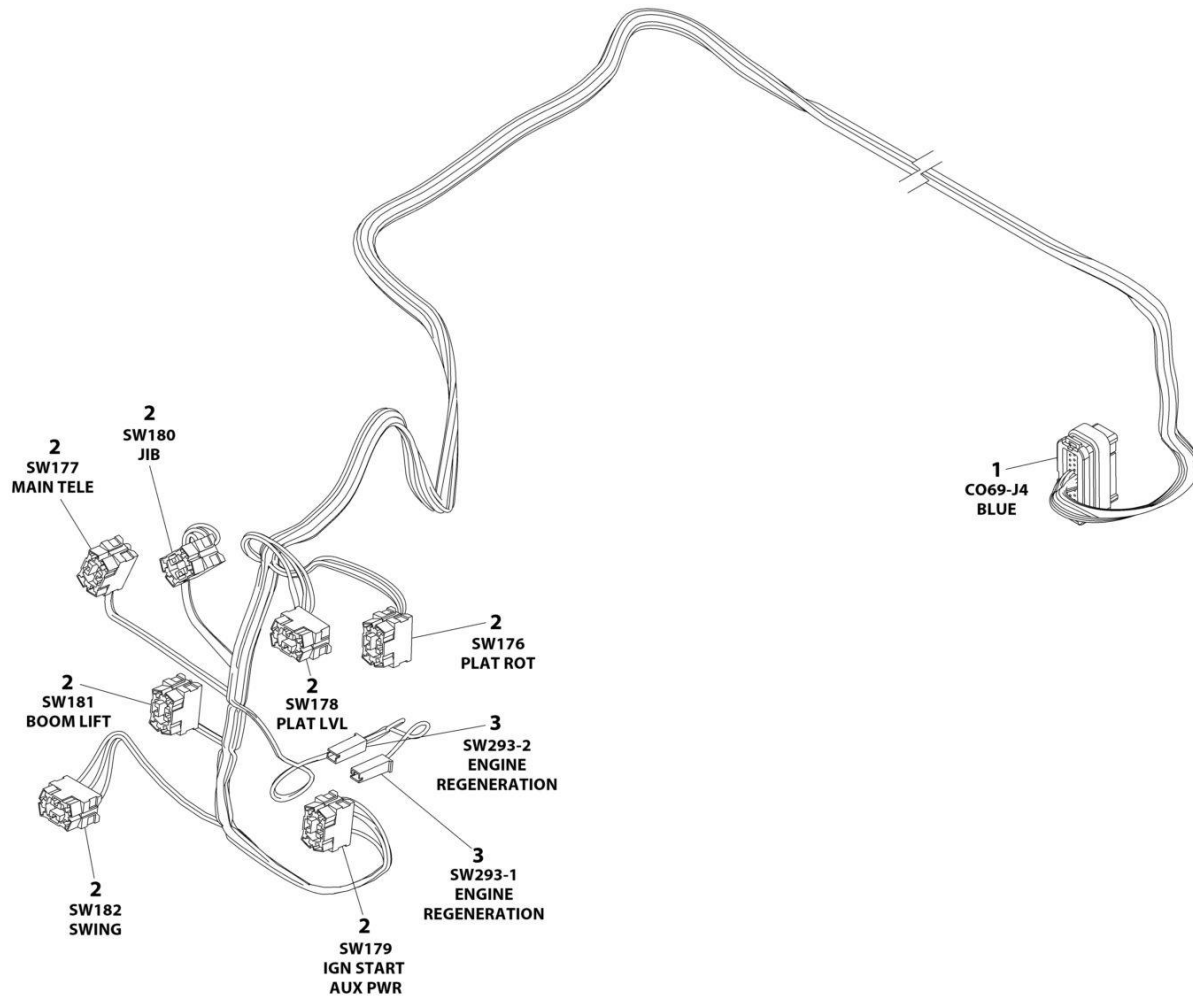 2
SW180
JIB
2
SW177
MAIN TELE
1
CO69-J4
BLUE
2
SW176
PLAT ROT
2
SW178
PLAT LVL
2
SW181
BOOM LIFT
3
SW293-2
ENGINE
REGENERATION
3
SW293-1
ENGINE
REGENERATION
2
SW182
SWING
2
SW179
IGN START
AUX PWR